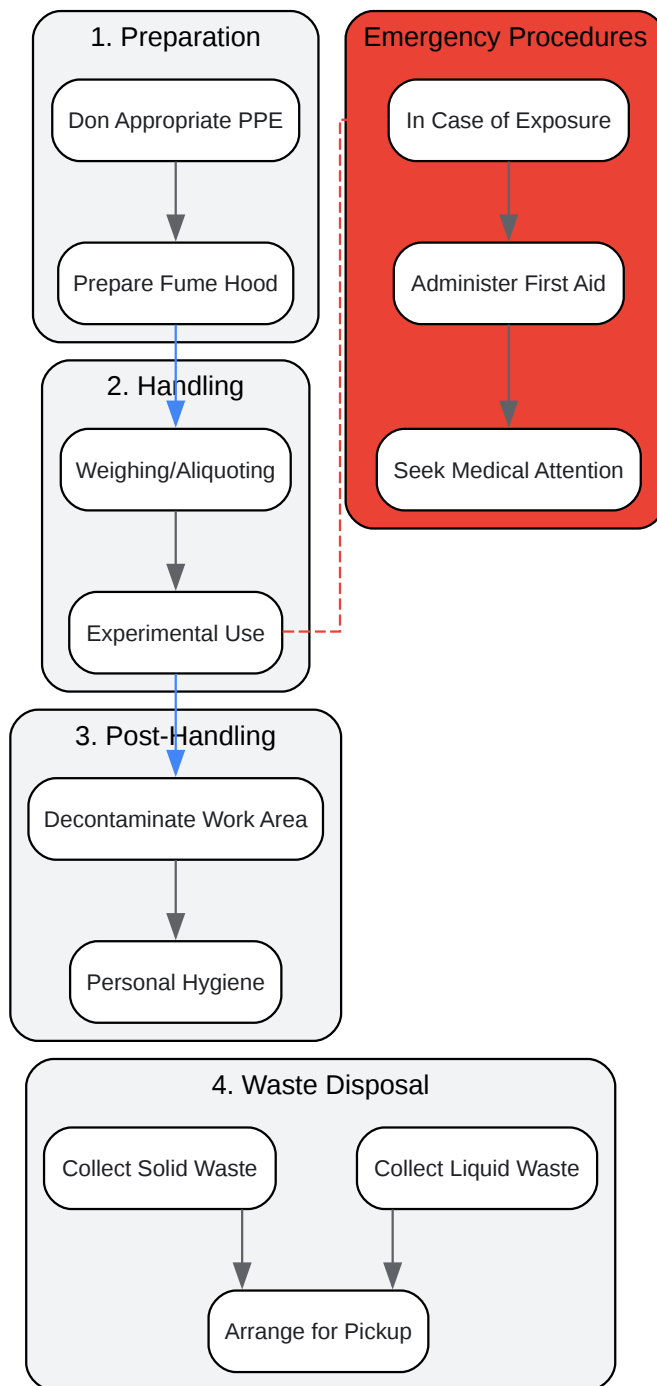 1. Preparation
Don Appropriate PPE
Prepare Fume Hood
2. Handling
Weighing/Aliquoting
Experimental Use
3. Post-Handling
Decontaminate Work Area
Personal Hygiene
4. Waste Disposal
Collect Solid Waste
Collect Liquid Waste
Arrange for Pickup
Emergency Procedures
In Case of Exposure
Administer First Aid
Seek Medical Attention